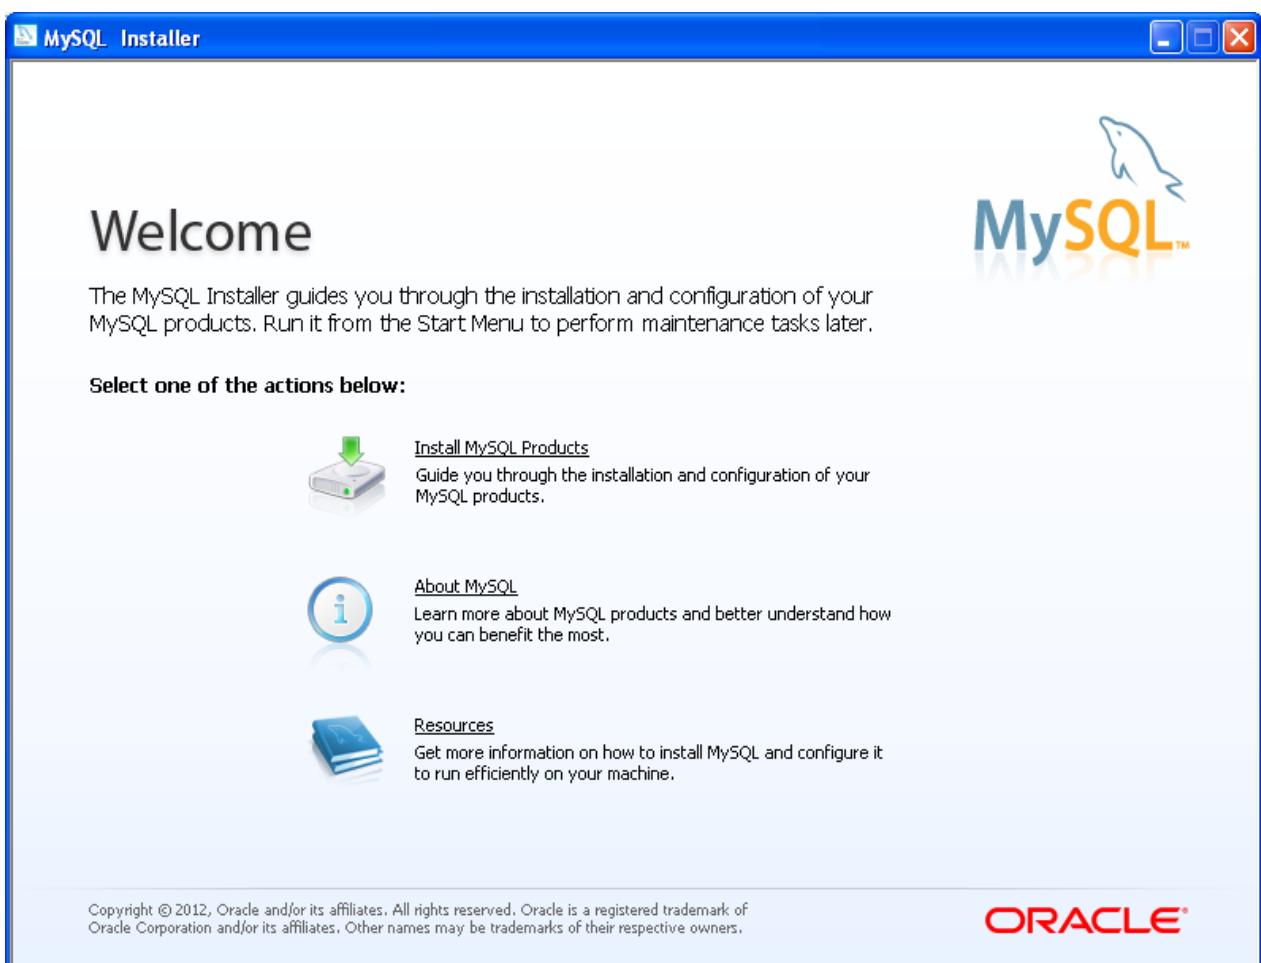 MySQL Installer
MySQL™
Welcome
The MySQL Installer guides you through the installation and configuration of your
MySQL products. Run it from the Start Menu to perform maintenance tasks later.
Select one of the actions below:
Install MySQL Products
Guide you through the installation and configuration of your
MySQL products.
About MySQL
Learn more about MySQL products and better understand how
you can benefit the most.
Resources
Get more information on how to install MySQL and configure it
to run efficiently on your machine.
Copyright © 2012, Oracle and/or its affiliates. All rights reserved. Oracle is a registered trademark of
Oracle Corporation and/or its affiliates. Other names may be trademarks of their respective owners.
ORACLE®